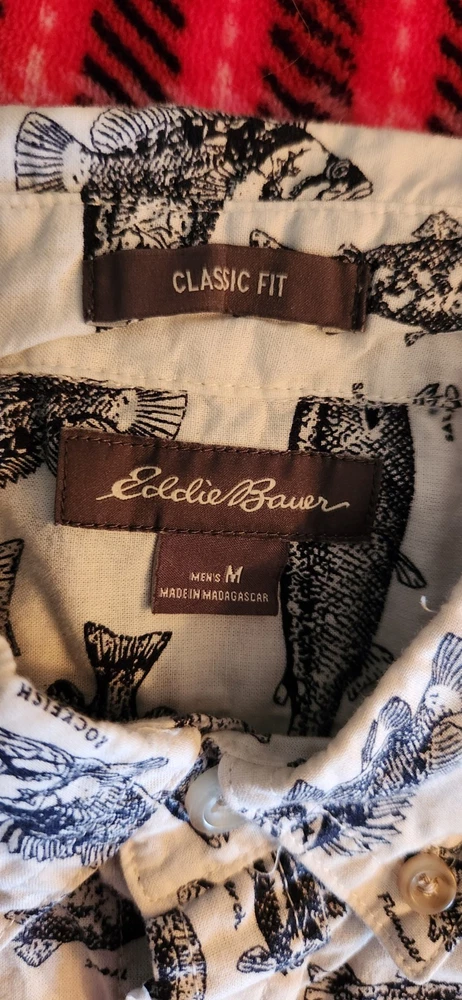 CLASSIC FIT
Eddie Bauer
MEN'S M
MADE IN MADAGASCAR
ROCKFISH
Flounder